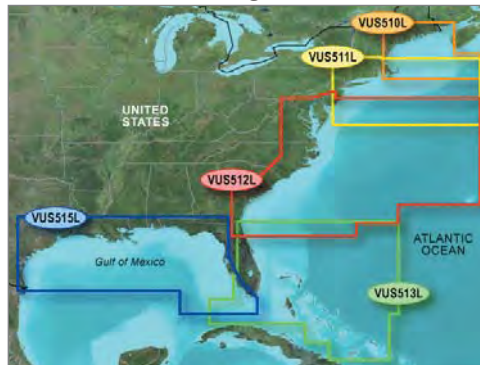 VUS510L
VUS511L
UNITED
STATES
VUS512L
VUS515L
Gulf of Mexico
ATLANTIC
OCEAN
VUS513L